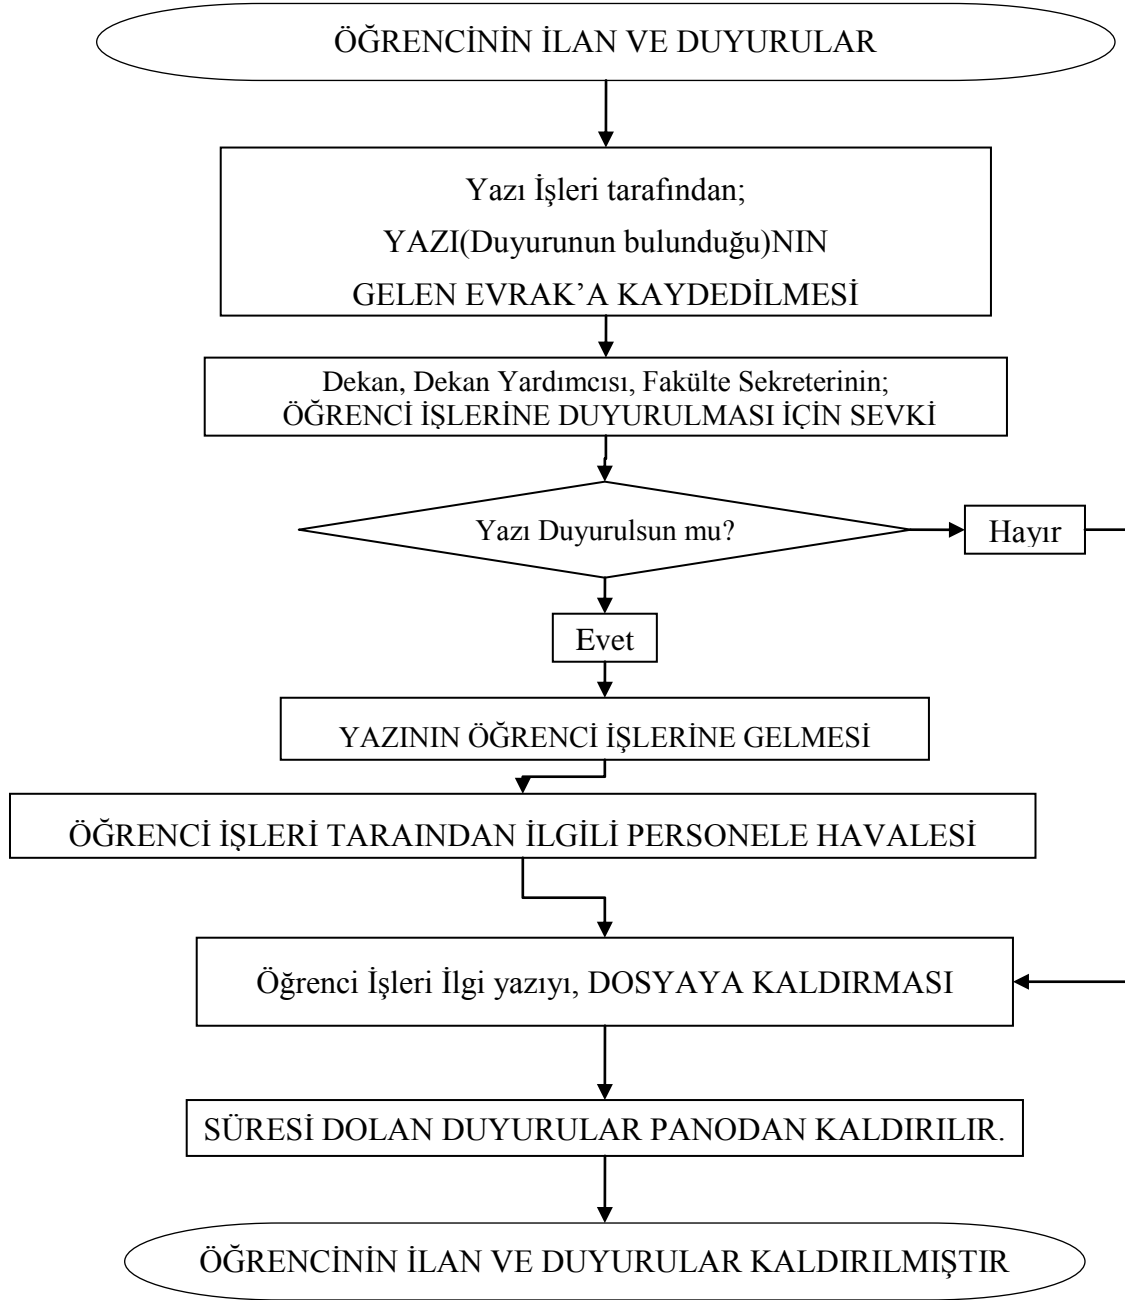 ÖĞRENCİNİN İLAN VE DUYURULAR
Yazı İşleri tarafından;
YAZI(Duyurunun bulunduğu)NIN
GELEN EVRAK’A KAYDEDİLMESİ
Dekan, Dekan Yardımcısı, Fakülte Sekreterinin;
ÖĞRENCİ İŞLERİNE DUYURULMASI İÇİN SEVKİ
Yazı Duyurulsun mu?
Hayır
Evet
YAZININ ÖĞRENCİ İŞLERİNE GELMESİ
ÖĞRENCİ İŞLERİ TARAINDAN İLGİLİ PERSONELE HAVALESİ
Öğrenci İşleri İlgi yazıyı, DOSYAYA KALDIRMASI
SÜRESİ DOLAN DUYURULAR PANODAN KALDIRILIR.
ÖĞRENCİNİN İLAN VE DUYURULAR KALDIRILMIŞTIR